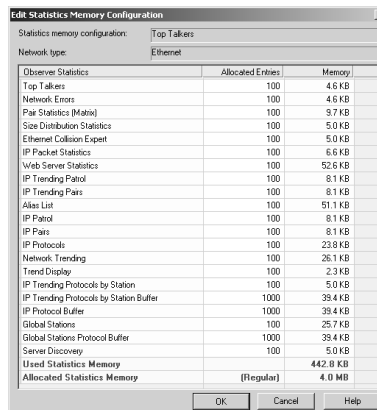 Edit Statistics Memory Configuration
Statistics memory configuration: Top Talkers
Network type: Ethernet
Observer Statistics Allocated Entries Memory
Top Talkers 100 4.6 KB
Network Errors 100 4.6 KB
Pair Statistics (Matrix) 100 9.7 KB
Size Distribution Statistics 100 5.0 KB
Ethernet Collision Expert 100 5.0 KB
IP Packet Statistics 100 6.6 KB
Web Server Statistics 100 52.6 KB
IP Trending Patrol 100 8.1 KB
IP Trending Pairs 100 8.1 KB
Alias List 100 51.1 KB
IP Patrol 100 8.1 KB
IP Pairs 100 8.1 KB
IP Protocols 100 23.8 KB
Network Trending 100 26.1 KB
Trend Display 100 2.3 KB
IP Trending Protocols by Station 100 5.0 KB
IP Trending Protocols by Station Buffer 1000 39.4 KB
IP Protocol Buffer 1000 39.4 KB
Global Stations 100 25.7 KB
Global Stations Protocol Buffer 1000 39.4 KB
Server Discovery 100 5.0 KB
Used Statistics Memory 442.8 KB
Allocated Statistics Memory (Regular) 4.0 MB
OK Cancel Help